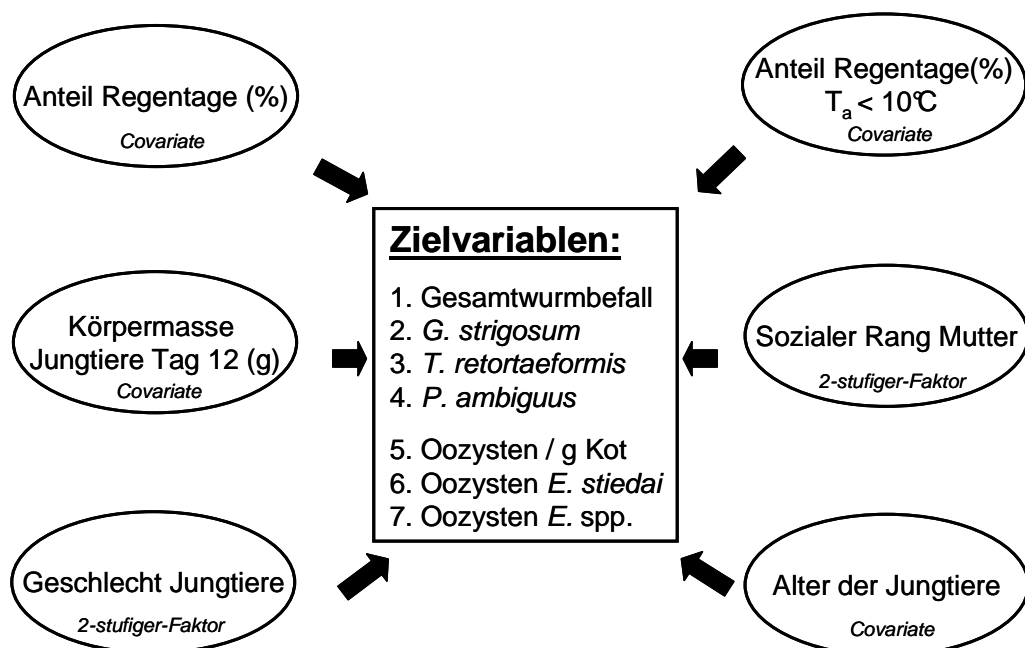 Anteil Regentage (%)
Covariate
Anteil Regentage(%)
Ta < 10°C
Covariate
Zielvariablen:
1. Gesamtwurmbefall
2. G. strigosum
3. T. retortaeformis
4. P. ambiguus
5. Oozysten / g Kot
6. Oozysten E. stiedai
7. Oozysten E. spp.
Körpermasse
Jungtiere Tag 12 (g)
Covariate
Sozialer Rang Mutter
2-stufiger-Faktor
Geschlecht Jungtiere
2-stufiger-Faktor
Alter der Jungtiere
Covariate